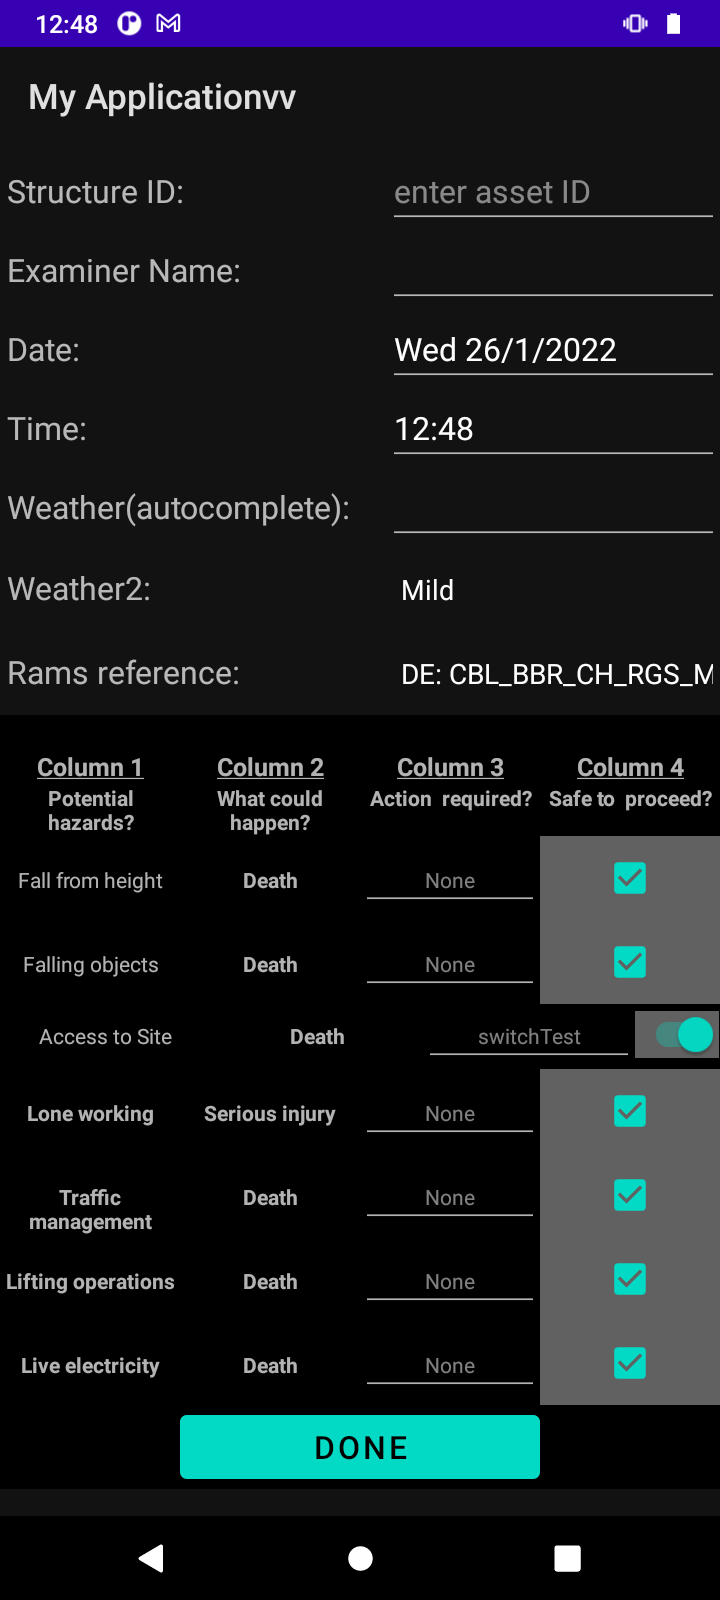 12:48
My Applicationvv
Structure ID: enter asset ID
Examiner Name:
Date: Wed 26/1/2022
Time: 12:48
Weather(autocomplete):
Weather2: Mild
Rams reference: DE: CBL_BBR_CH_RGS_M
Column 1 Column 2 Column 3 Column 4
Potential hazards? What could happen? Action required? Safe to proceed?
Fall from height Death None
Falling objects Death None
Access to Site Death switchTest
Lone working Serious injury None
Traffic management Death None
Lifting operations Death None
Live electricity Death None
DONE